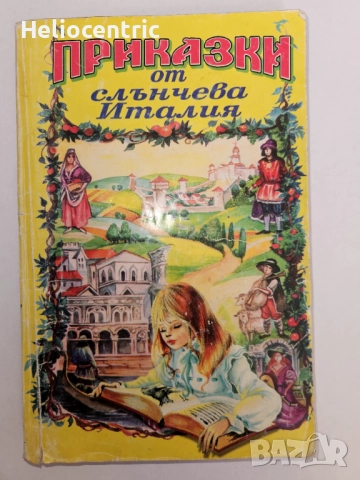 Heliocentric
ПРИКАЗКИ
от
слънчева
Италия
BAZAR